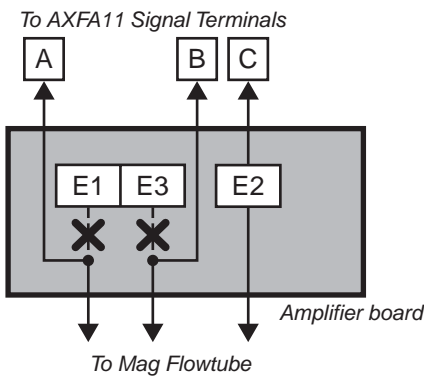 To AXFA11 Signal Terminals
A B C
E1 E3 E2
Amplifier board
To Mag Flowtube